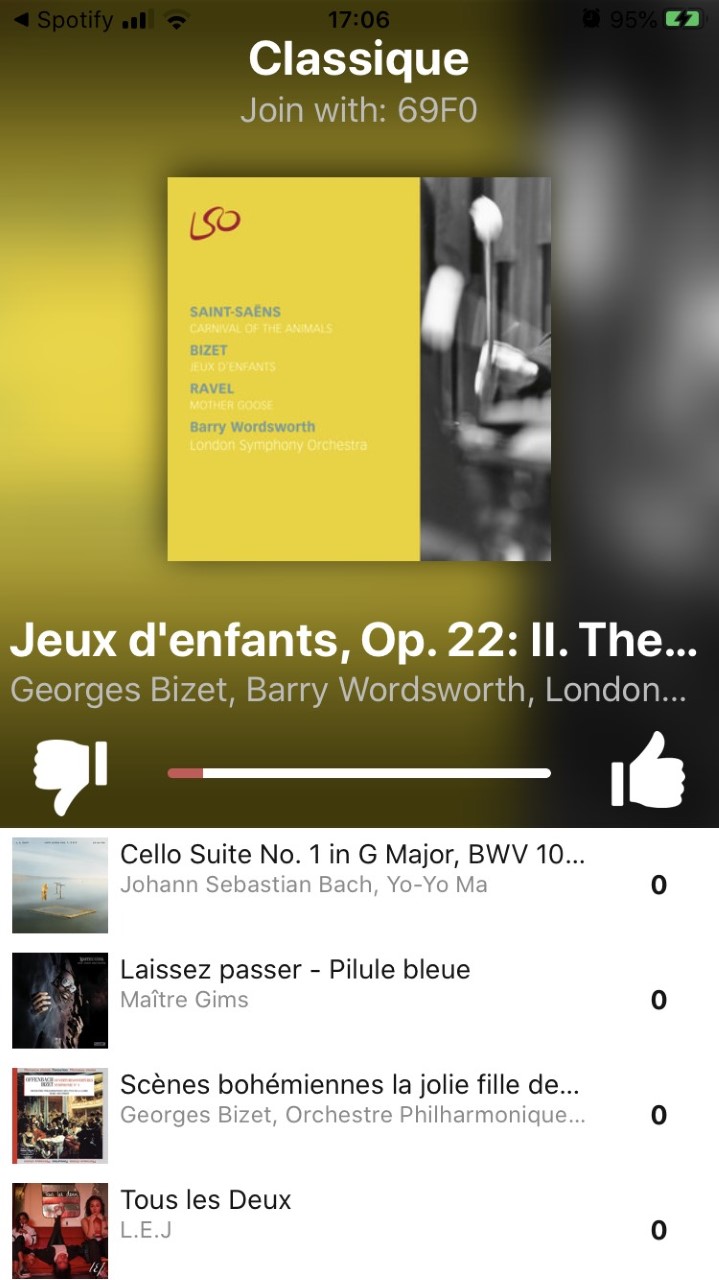 Spotify 17:06 95%
Classique
Join with: 69F0
LSO
SAINT-SAËNS
CARNIVAL OF THE ANIMALS
BIZET
JEUX D'ENFANTS
RAVEL
MOTHER GOOSE
Barry Wordsworth
London Symphony Orchestra
Jeux d'enfants, Op. 22: II. The...
Georges Bizet, Barry Wordsworth, London...
Cello Suite No. 1 in G Major, BWV 10...
Johann Sebastian Bach, Yo-Yo Ma
0
Laissez passer - Pilule bleue
Maître Gims
0
OFFENBACH
BIZET
Scènes bohémiennes la jolie fille de...
Georges Bizet, Orchestre Philharmonique...
0
Tous les Deux
L.E.J
0